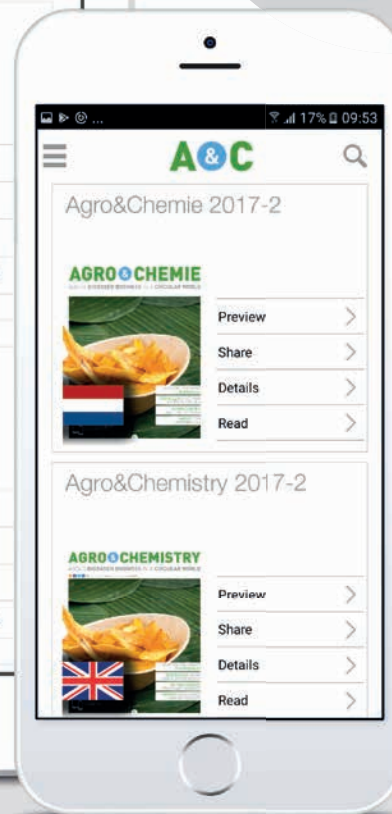 ... 17% 09:53
A&C
Agro&Chemie 2017-2
AGRO&CHEMIE
Preview
Share
Details
Read
Agro&Chemistry 2017-2
AGRO&CHEMISTRY
Preview
Share
Details
Read